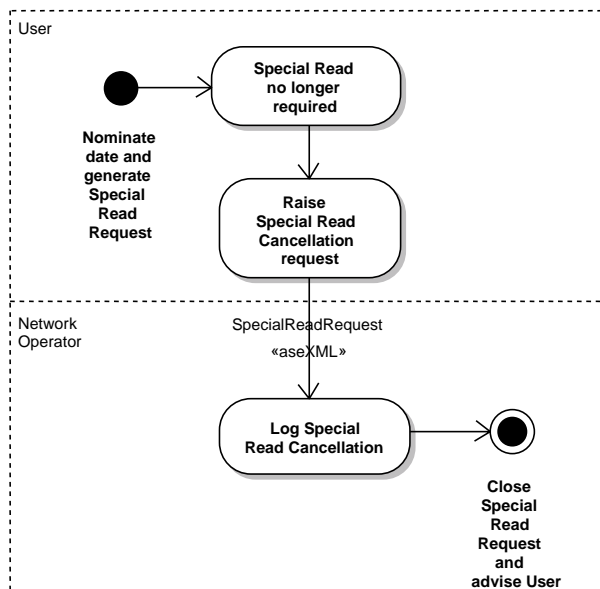 User
Special Read
no longer
required
Nominate
date and
generate
Special
Read
Request
Raise
Special Read
Cancellation
request
Network
Operator
SpecialReadRequest
«aseXML»
Log Special
Read Cancellation
Close
Special
Read
Request
and
advise User